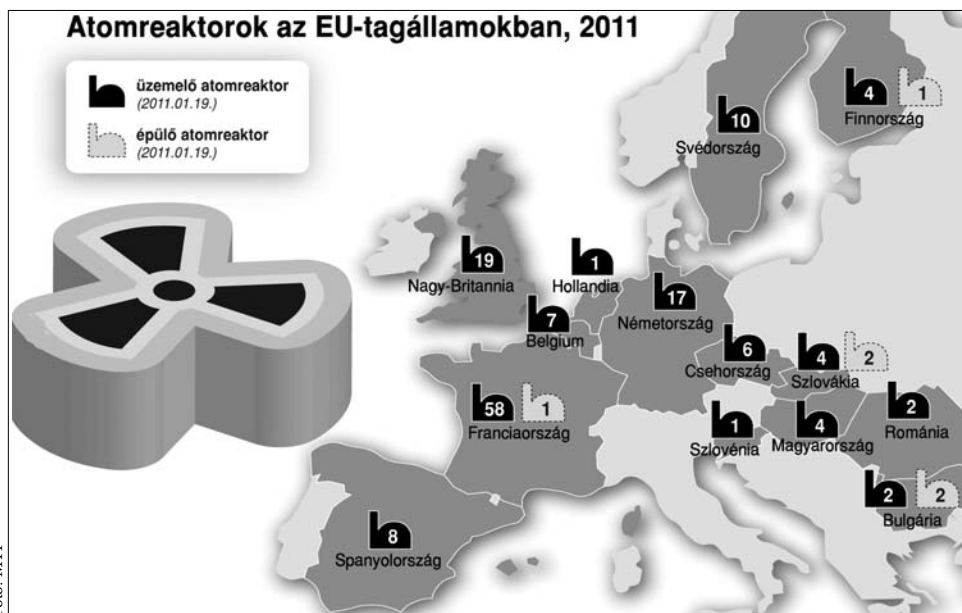 Atomreaktorok az EU-tagállamokban, 2011
üzemelő atomreaktor
(2011.01.19.)
épülő atomreaktor
(2011.01.19.)
4
1
Finnország
10
Svédország
19
Nagy-Britannia
1
Hollandia
17
Németország
7
Belgium
6
Csehország
4
2
Szlovákia
58
1
Franciaország
1
Szlovénia
4
Magyarország
2
Románia
2
2
Bulgária
8
Spanyolország